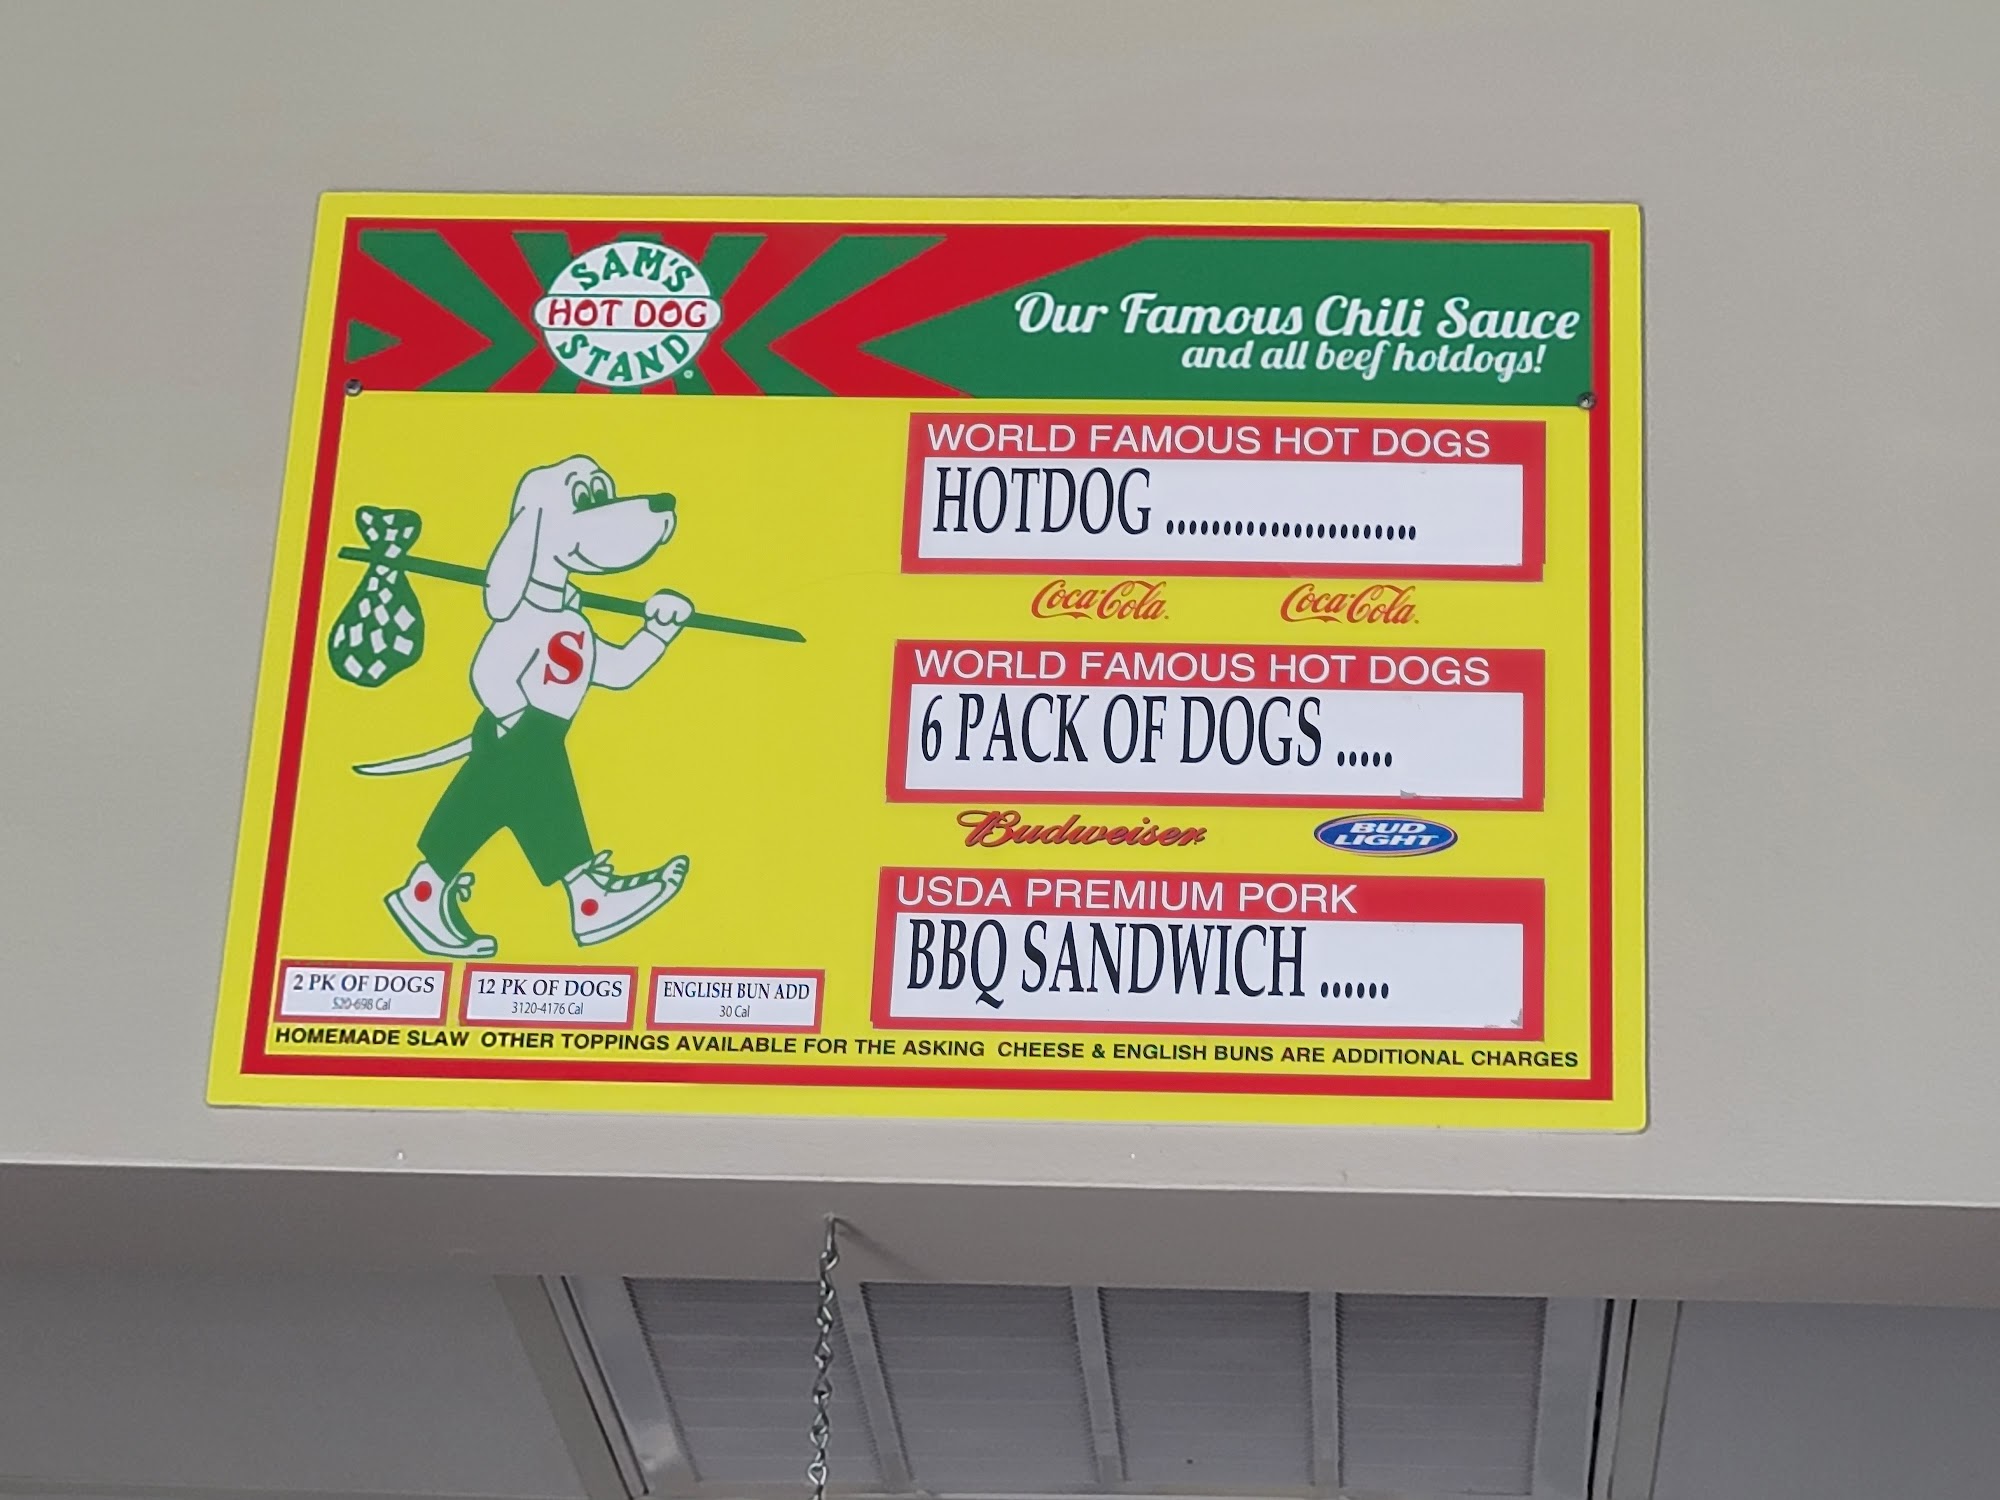 SAM'S
HOT DOG
STAND
Our Famous Chili Sauce
and all beef hotdogs!
WORLD FAMOUS HOT DOGS
HOTDOG ......................
Coca-Cola Coca-Cola
WORLD FAMOUS HOT DOGS
6 PACK OF DOGS .....
Budweiser BUD
LIGHT
USDA PREMIUM PORK
BBQ SANDWICH ......
S
2 PK OF DOGS
520-698 Cal
12 PK OF DOGS
3120-4176 Cal
ENGLISH BUN ADD
30 Cal
HOMEMADE SLAW OTHER TOPPINGS AVAILABLE FOR THE ASKING CHEESE & ENGLISH BUNS ARE ADDITIONAL CHARGES